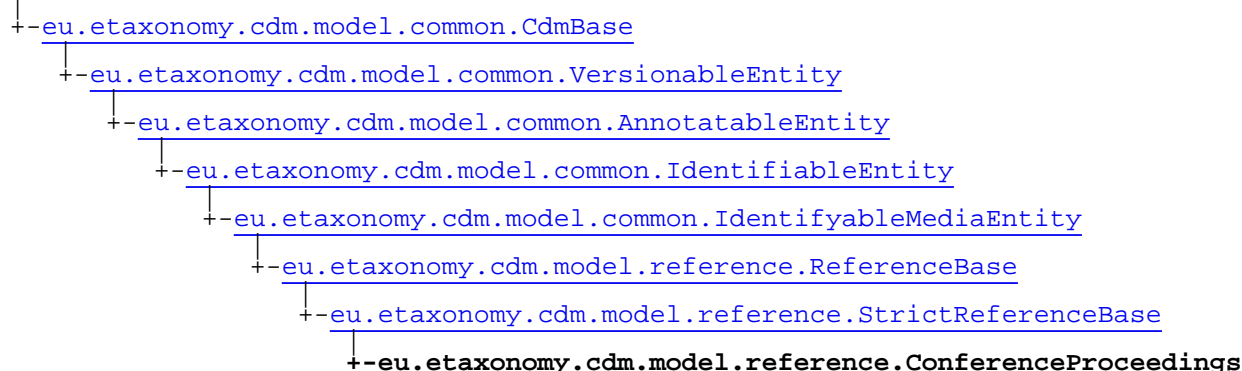 +-eu.etaxonomy.cdm.model.common.CdmBase
+-eu.etaxonomy.cdm.model.common.VersionableEntity
+-eu.etaxonomy.cdm.model.common.AnnotatableEntity
+-eu.etaxonomy.cdm.model.common.IdentifiableEntity
+-eu.etaxonomy.cdm.model.common.IdentifyableMediaEntity
+-eu.etaxonomy.cdm.model.reference.ReferenceBase
+-eu.etaxonomy.cdm.model.reference.StrictReferenceBase
+-eu.etaxonomy.cdm.model.reference.ConferenceProceedings